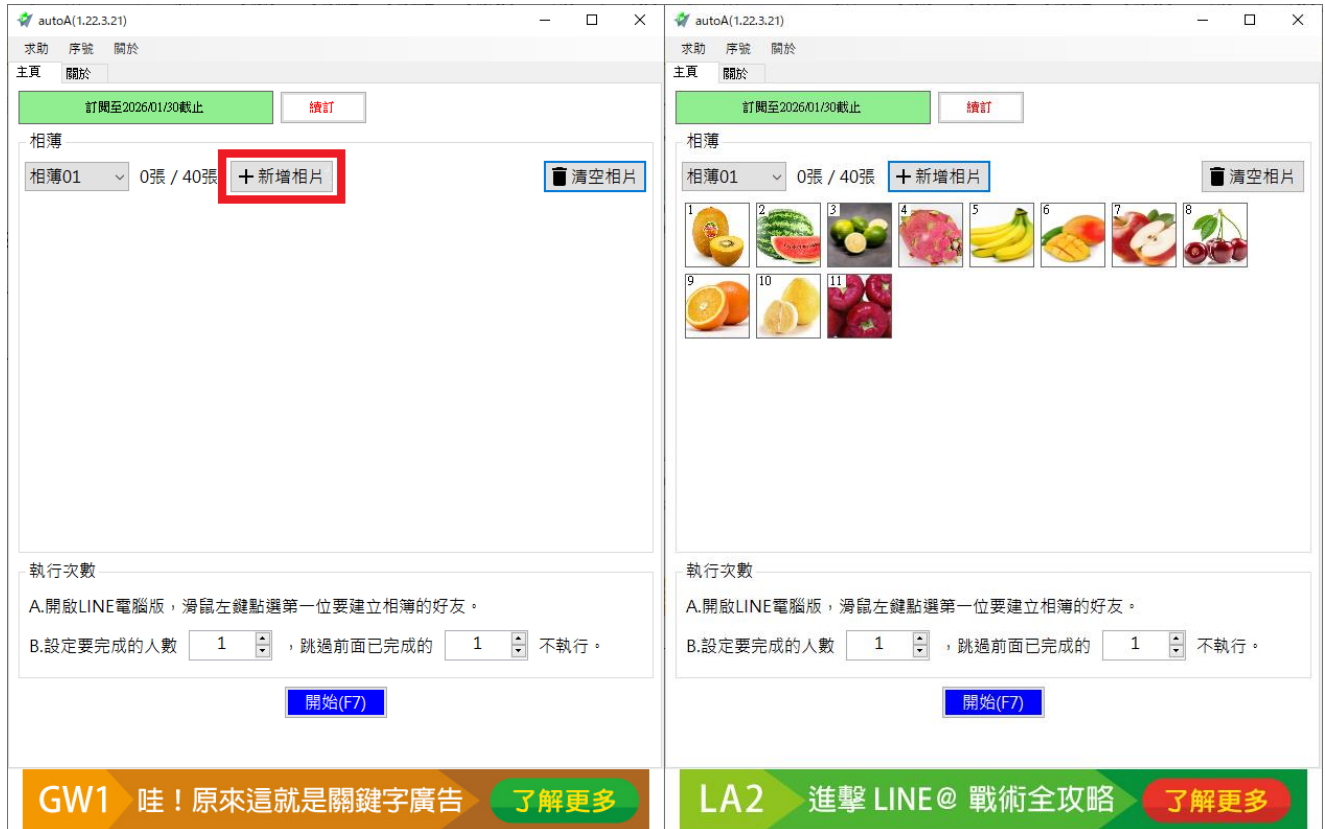 autoA(1.22.3.21)
求助 序號 關於
主頁 關於
訂閱至2026/01/30截止 續訂
相薄
相薄01 0張 / 40張 +新增相片 清空相片
執行次數
A.開啟LINE電腦版，滑鼠左鍵點選第一位要建立相簿的好友。
B.設定要完成的人數 1 ，跳過前面已完成的 1 不執行。
開始(F7)
GW1 哇！原來這就是關鍵字廣告 了解更多
autoA(1.22.3.21)
求助 序號 關於
主頁 關於
訂閱至2026/01/30截止 續訂
相薄
相薄01 0張 / 40張 +新增相片 清空相片
1 2 3 4 5 6 7 8
9 10 11
執行次數
A.開啟LINE電腦版，滑鼠左鍵點選第一位要建立相簿的好友。
B.設定要完成的人數 1 ，跳過前面已完成的 1 不執行。
開始(F7)
LA2 進擊 LINE@ 戰術全攻略 了解更多